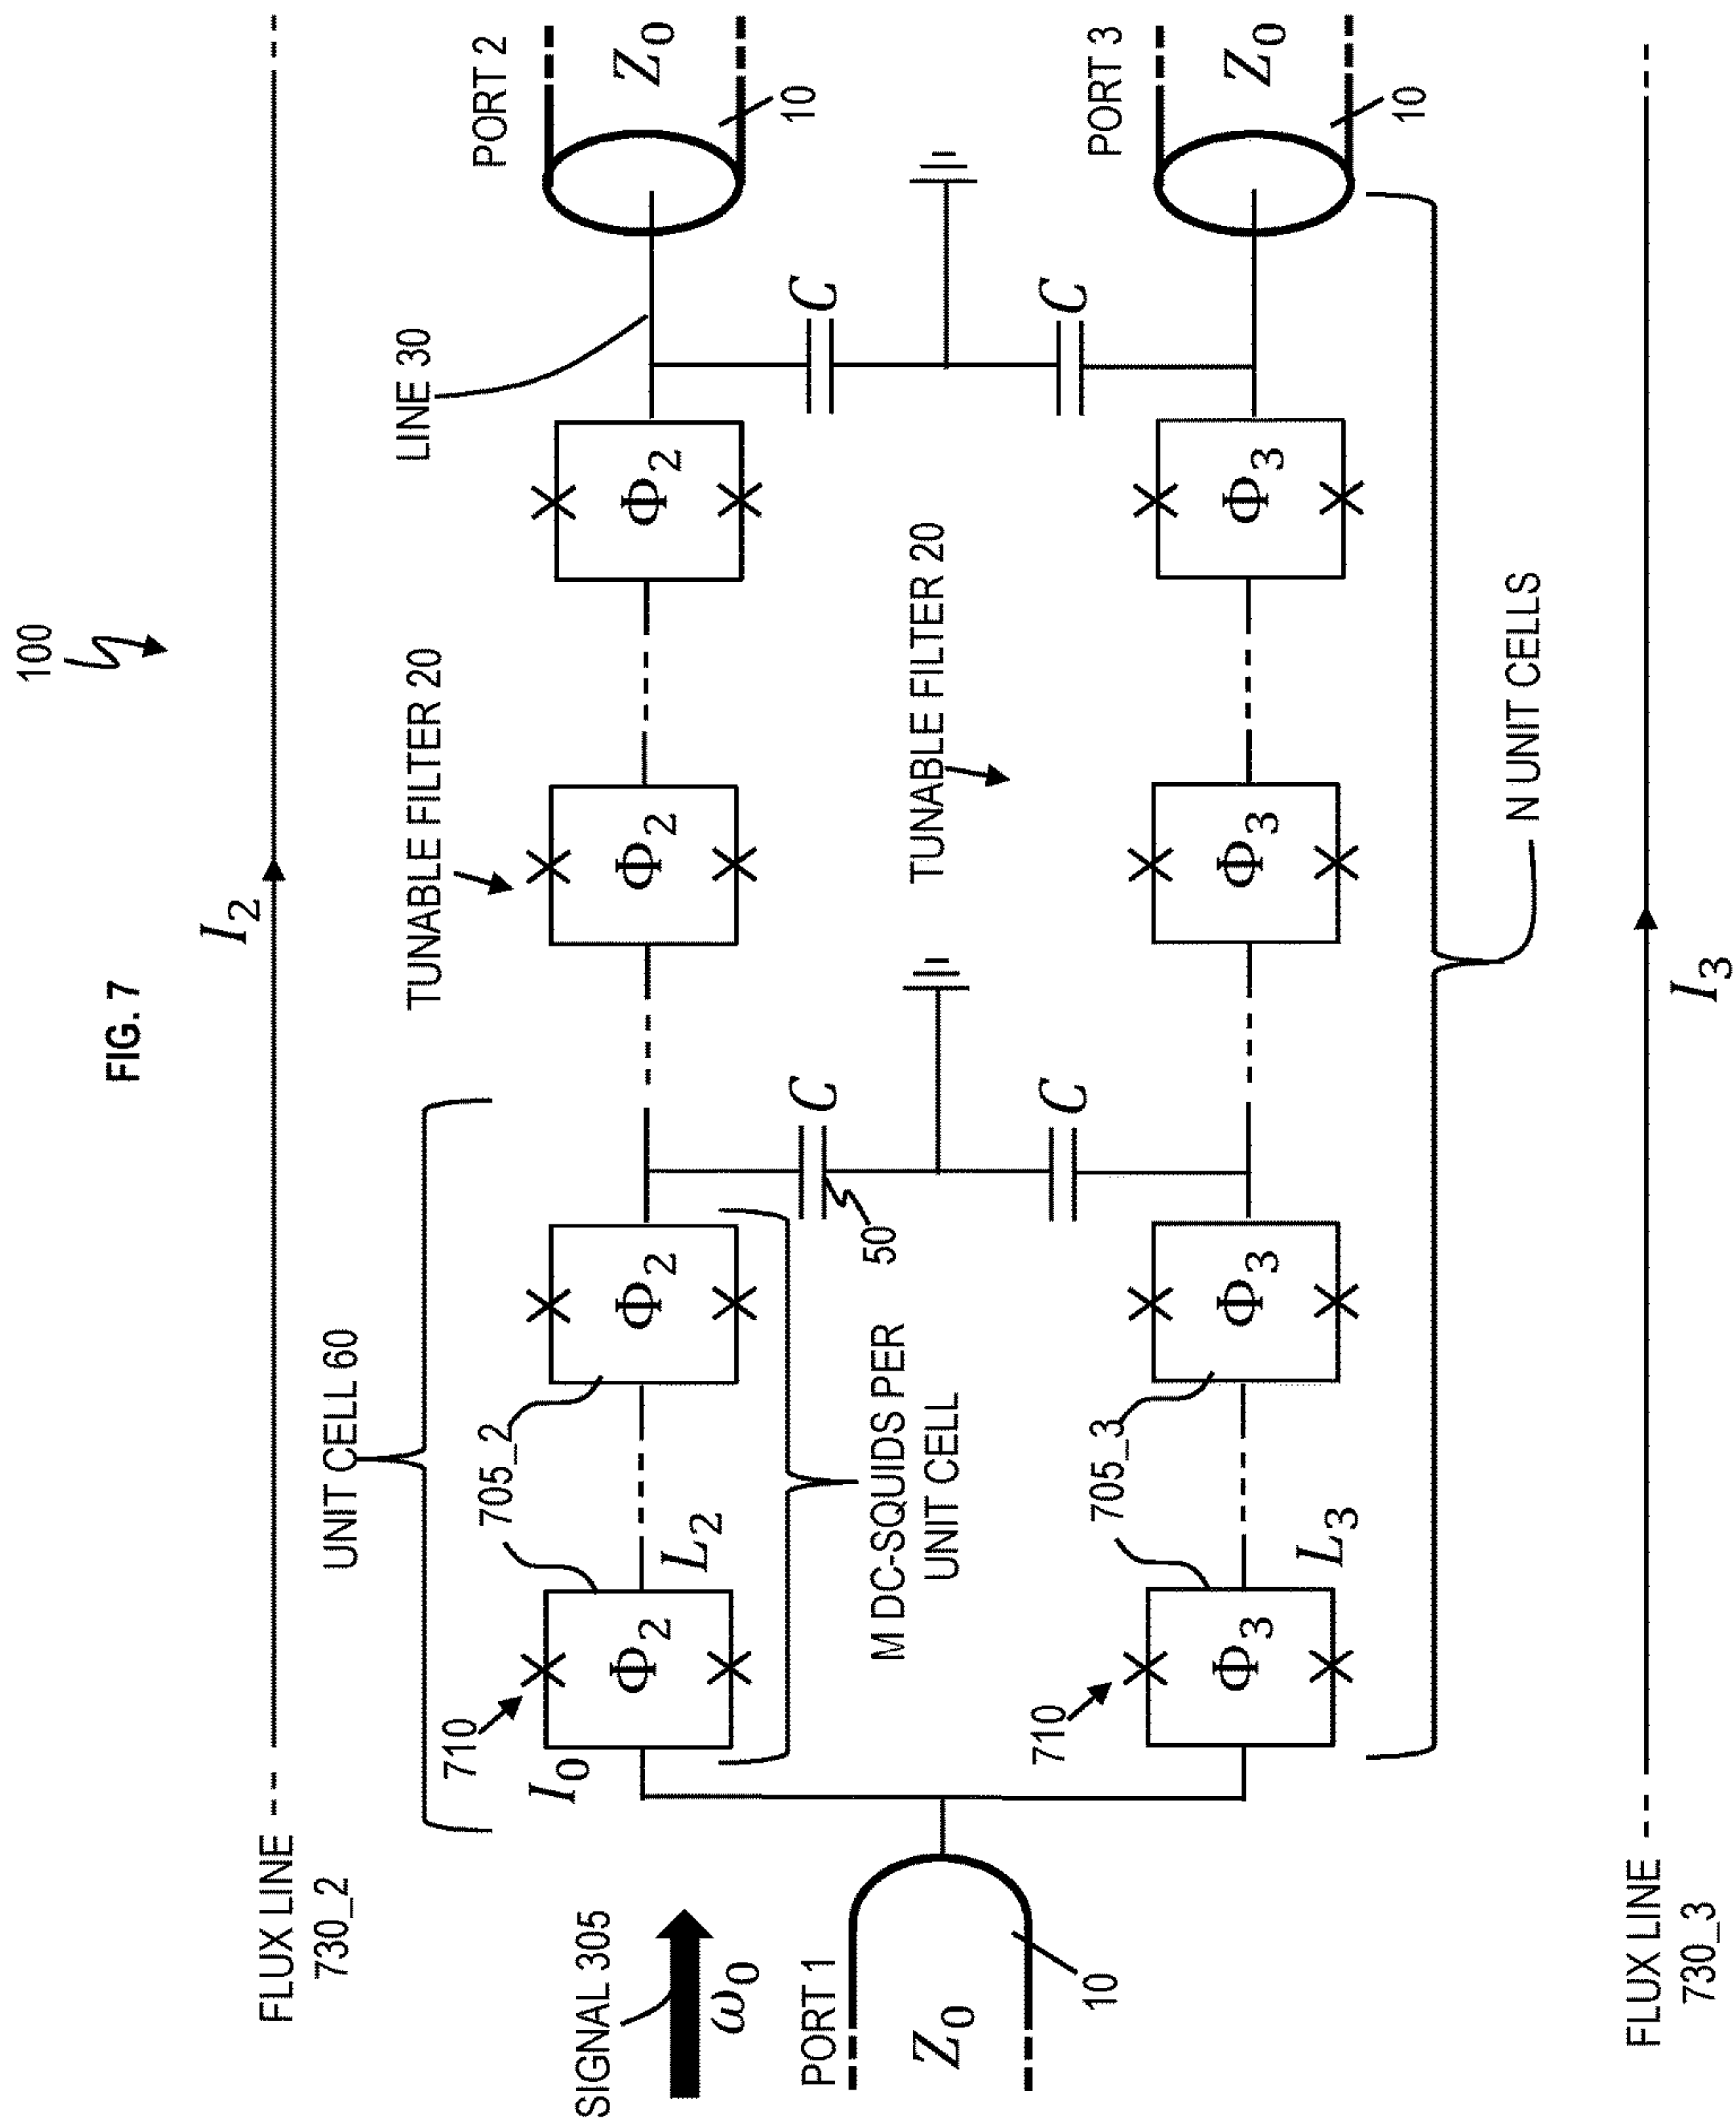 FIG. 7
100
I2
FLUX LINE
730_2
UNIT CELL 60
TUNABLE FILTER 20
LINE 30
PORT 2
Z0
10
710
I0
Φ2
L2
705_2
Φ2
Φ2
Φ2
SIGNAL 305
ω0
M DC-SQUIDS PER
UNIT CELL
50
C
C
C
C
TUNABLE FILTER 20
PORT 1
Z0
10
710
Φ3
L3
705_3
Φ3
Φ3
Φ3
PORT 3
Z0
10
N UNIT CELLS
FLUX LINE
730_3
I3